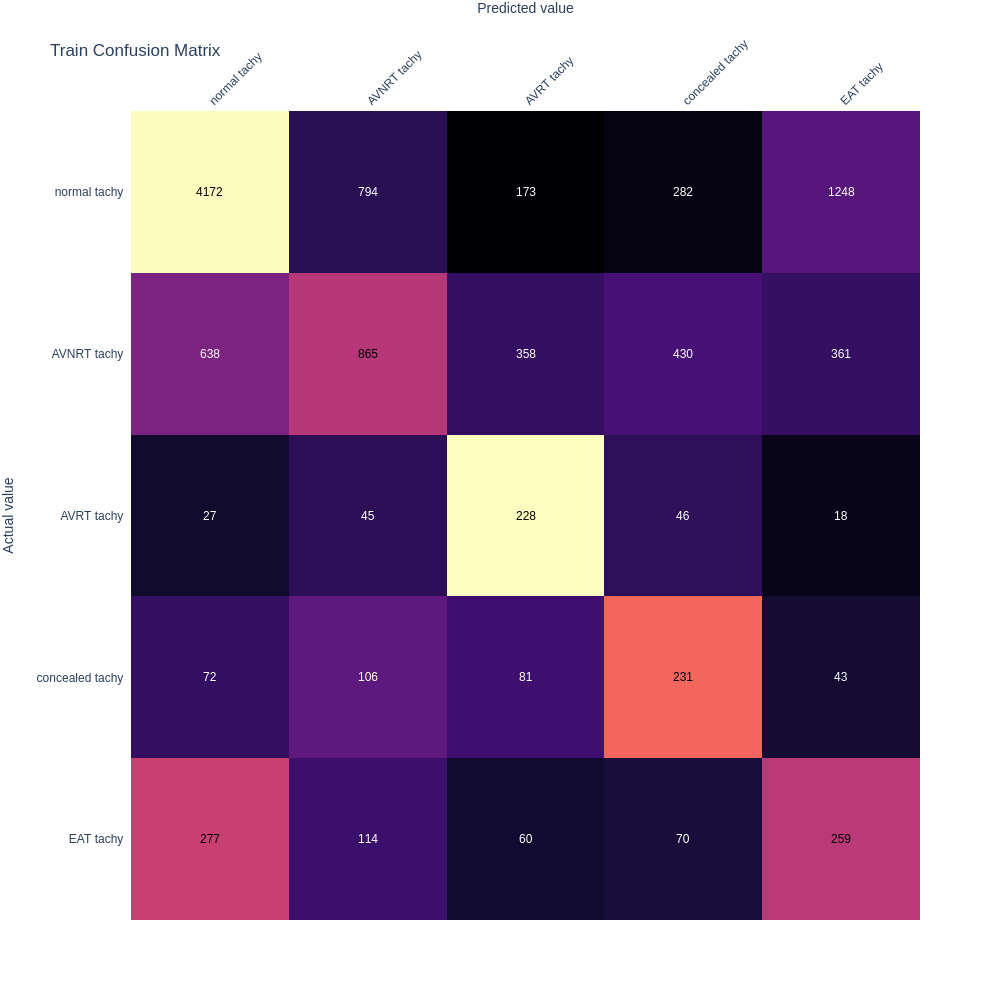 Predicted value
Train Confusion Matrix
normal tachy
AVNRT tachy
AVRT tachy
concealed tachy
EAT tachy
normal tachy 4172 794 173 282 1248
AVNRT tachy 638 865 358 430 361
AVRT tachy 27 45 228 46 18
concealed tachy 72 106 81 231 43
EAT tachy 277 114 60 70 259
Actual value